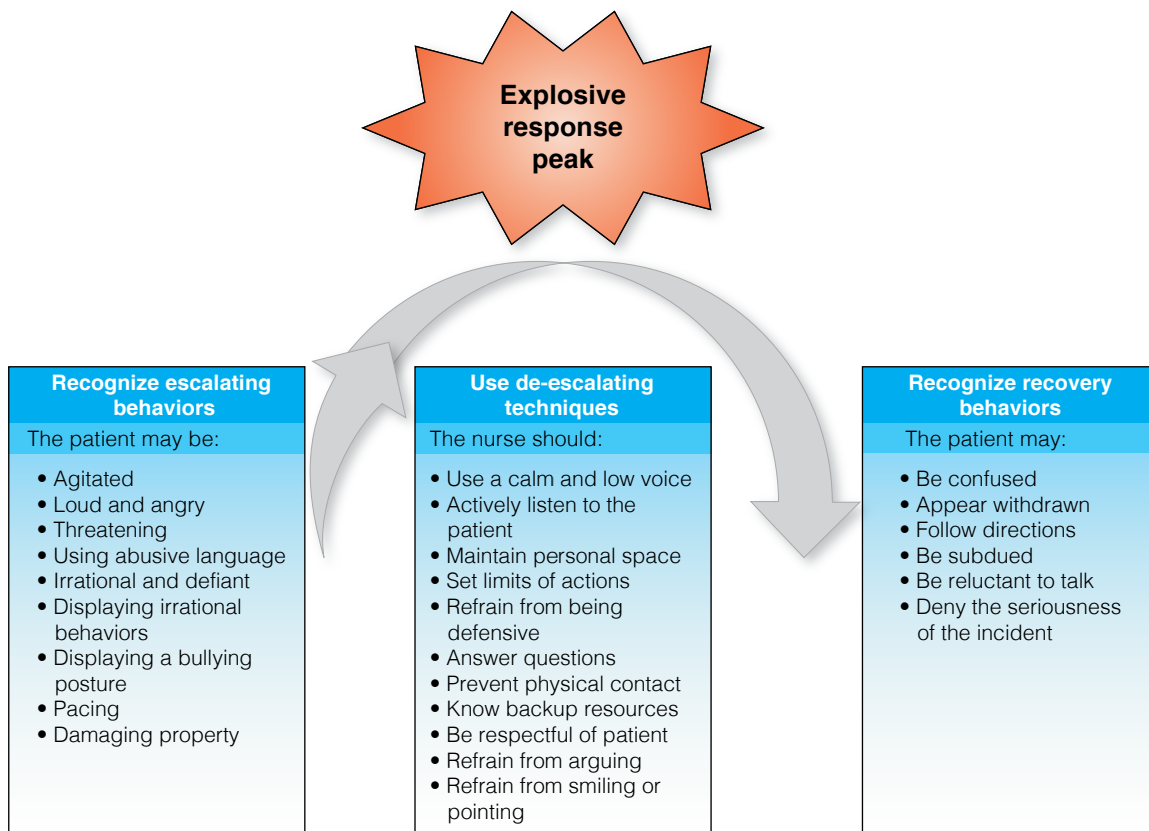 Explosive
response
peak
Recognize escalating
behaviors
The patient may be:
• Agitated
• Loud and angry
• Threatening
• Using abusive language
• Irrational and defiant
• Displaying irrational
behaviors
• Displaying a bullying
posture
• Pacing
• Damaging property
Use de-escalating
techniques
The nurse should:
• Use a calm and low voice
• Actively listen to the
patient
• Maintain personal space
• Set limits of actions
• Refrain from being
defensive
• Answer questions
• Prevent physical contact
• Know backup resources
• Be respectful of patient
• Refrain from arguing
• Refrain from smiling or
pointing
Recognize recovery
behaviors
The patient may:
• Be confused
• Appear withdrawn
• Follow directions
• Be subdued
• Be reluctant to talk
• Deny the seriousness
of the incident